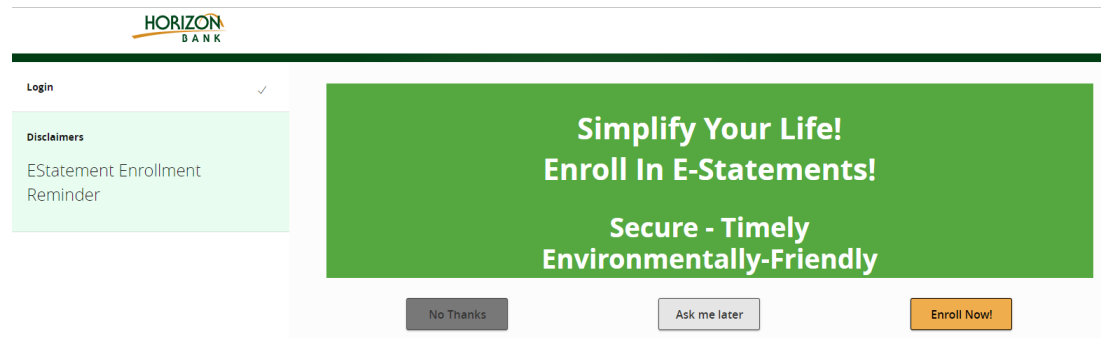 HORIZON
BANK
Login
Disclaimers
EStatement Enrollment
Reminder
Simplify Your Life!
Enroll In E-Statements!
Secure - Timely
Environmentally-Friendly
No Thanks
Ask me later
Enroll Now!